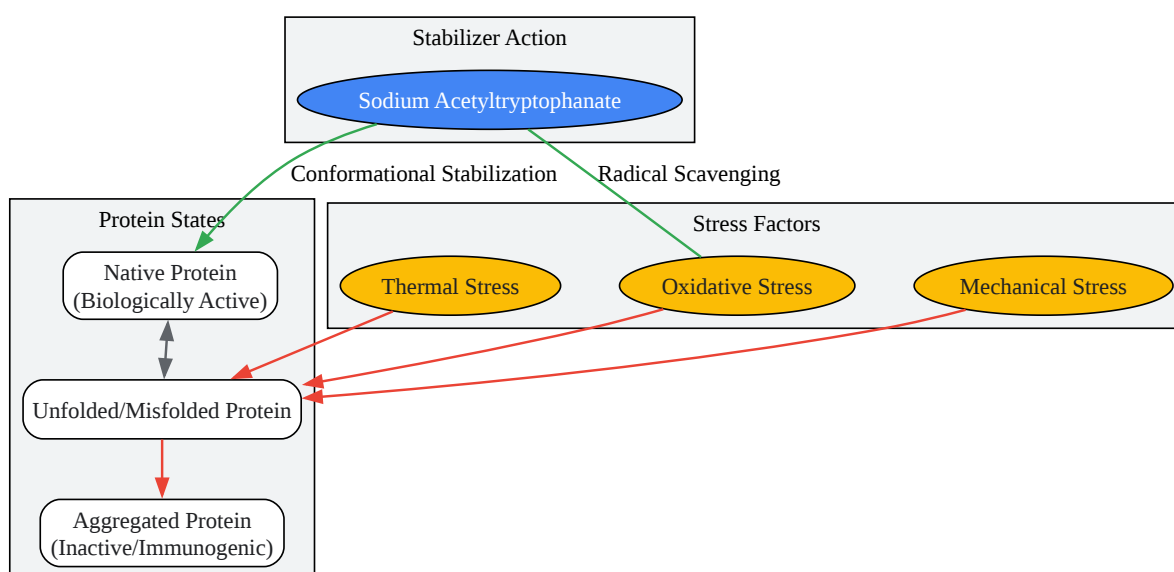 Stabilizer Action
Sodium Acetyltryptophanate
Conformational Stabilization
Radical Scavenging
Protein States
Stress Factors
Native Protein
(Biologically Active)
Thermal Stress
Oxidative Stress
Mechanical Stress
Unfolded/Misfolded Protein
Aggregated Protein
(Inactive/Immunogenic)